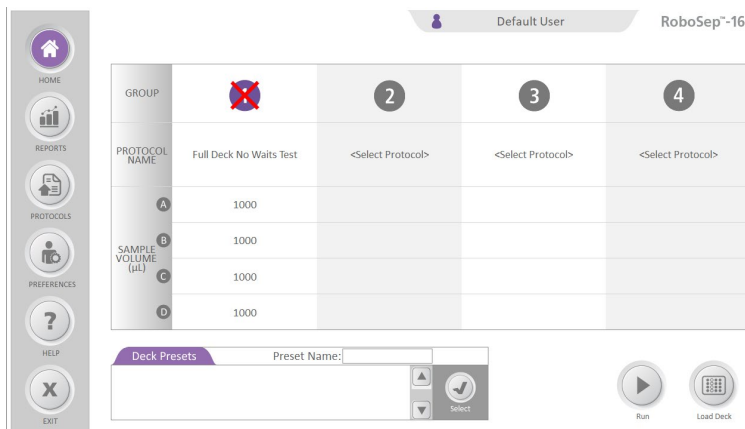 Default User
RoboSep™-16
HOME
REPORTS
PROTOCOLS
PREFERENCES
?
HELP
X
EXIT
GROUP
2
3
4
PROTOCOL
NAME
Full Deck No Waits Test
<Select Protocol>
<Select Protocol>
<Select Protocol>
SAMPLE
VOLUME
(µL)
A
1000
B
1000
C
1000
D
1000
Deck Presets
Preset Name:
Select
Run
Load Deck